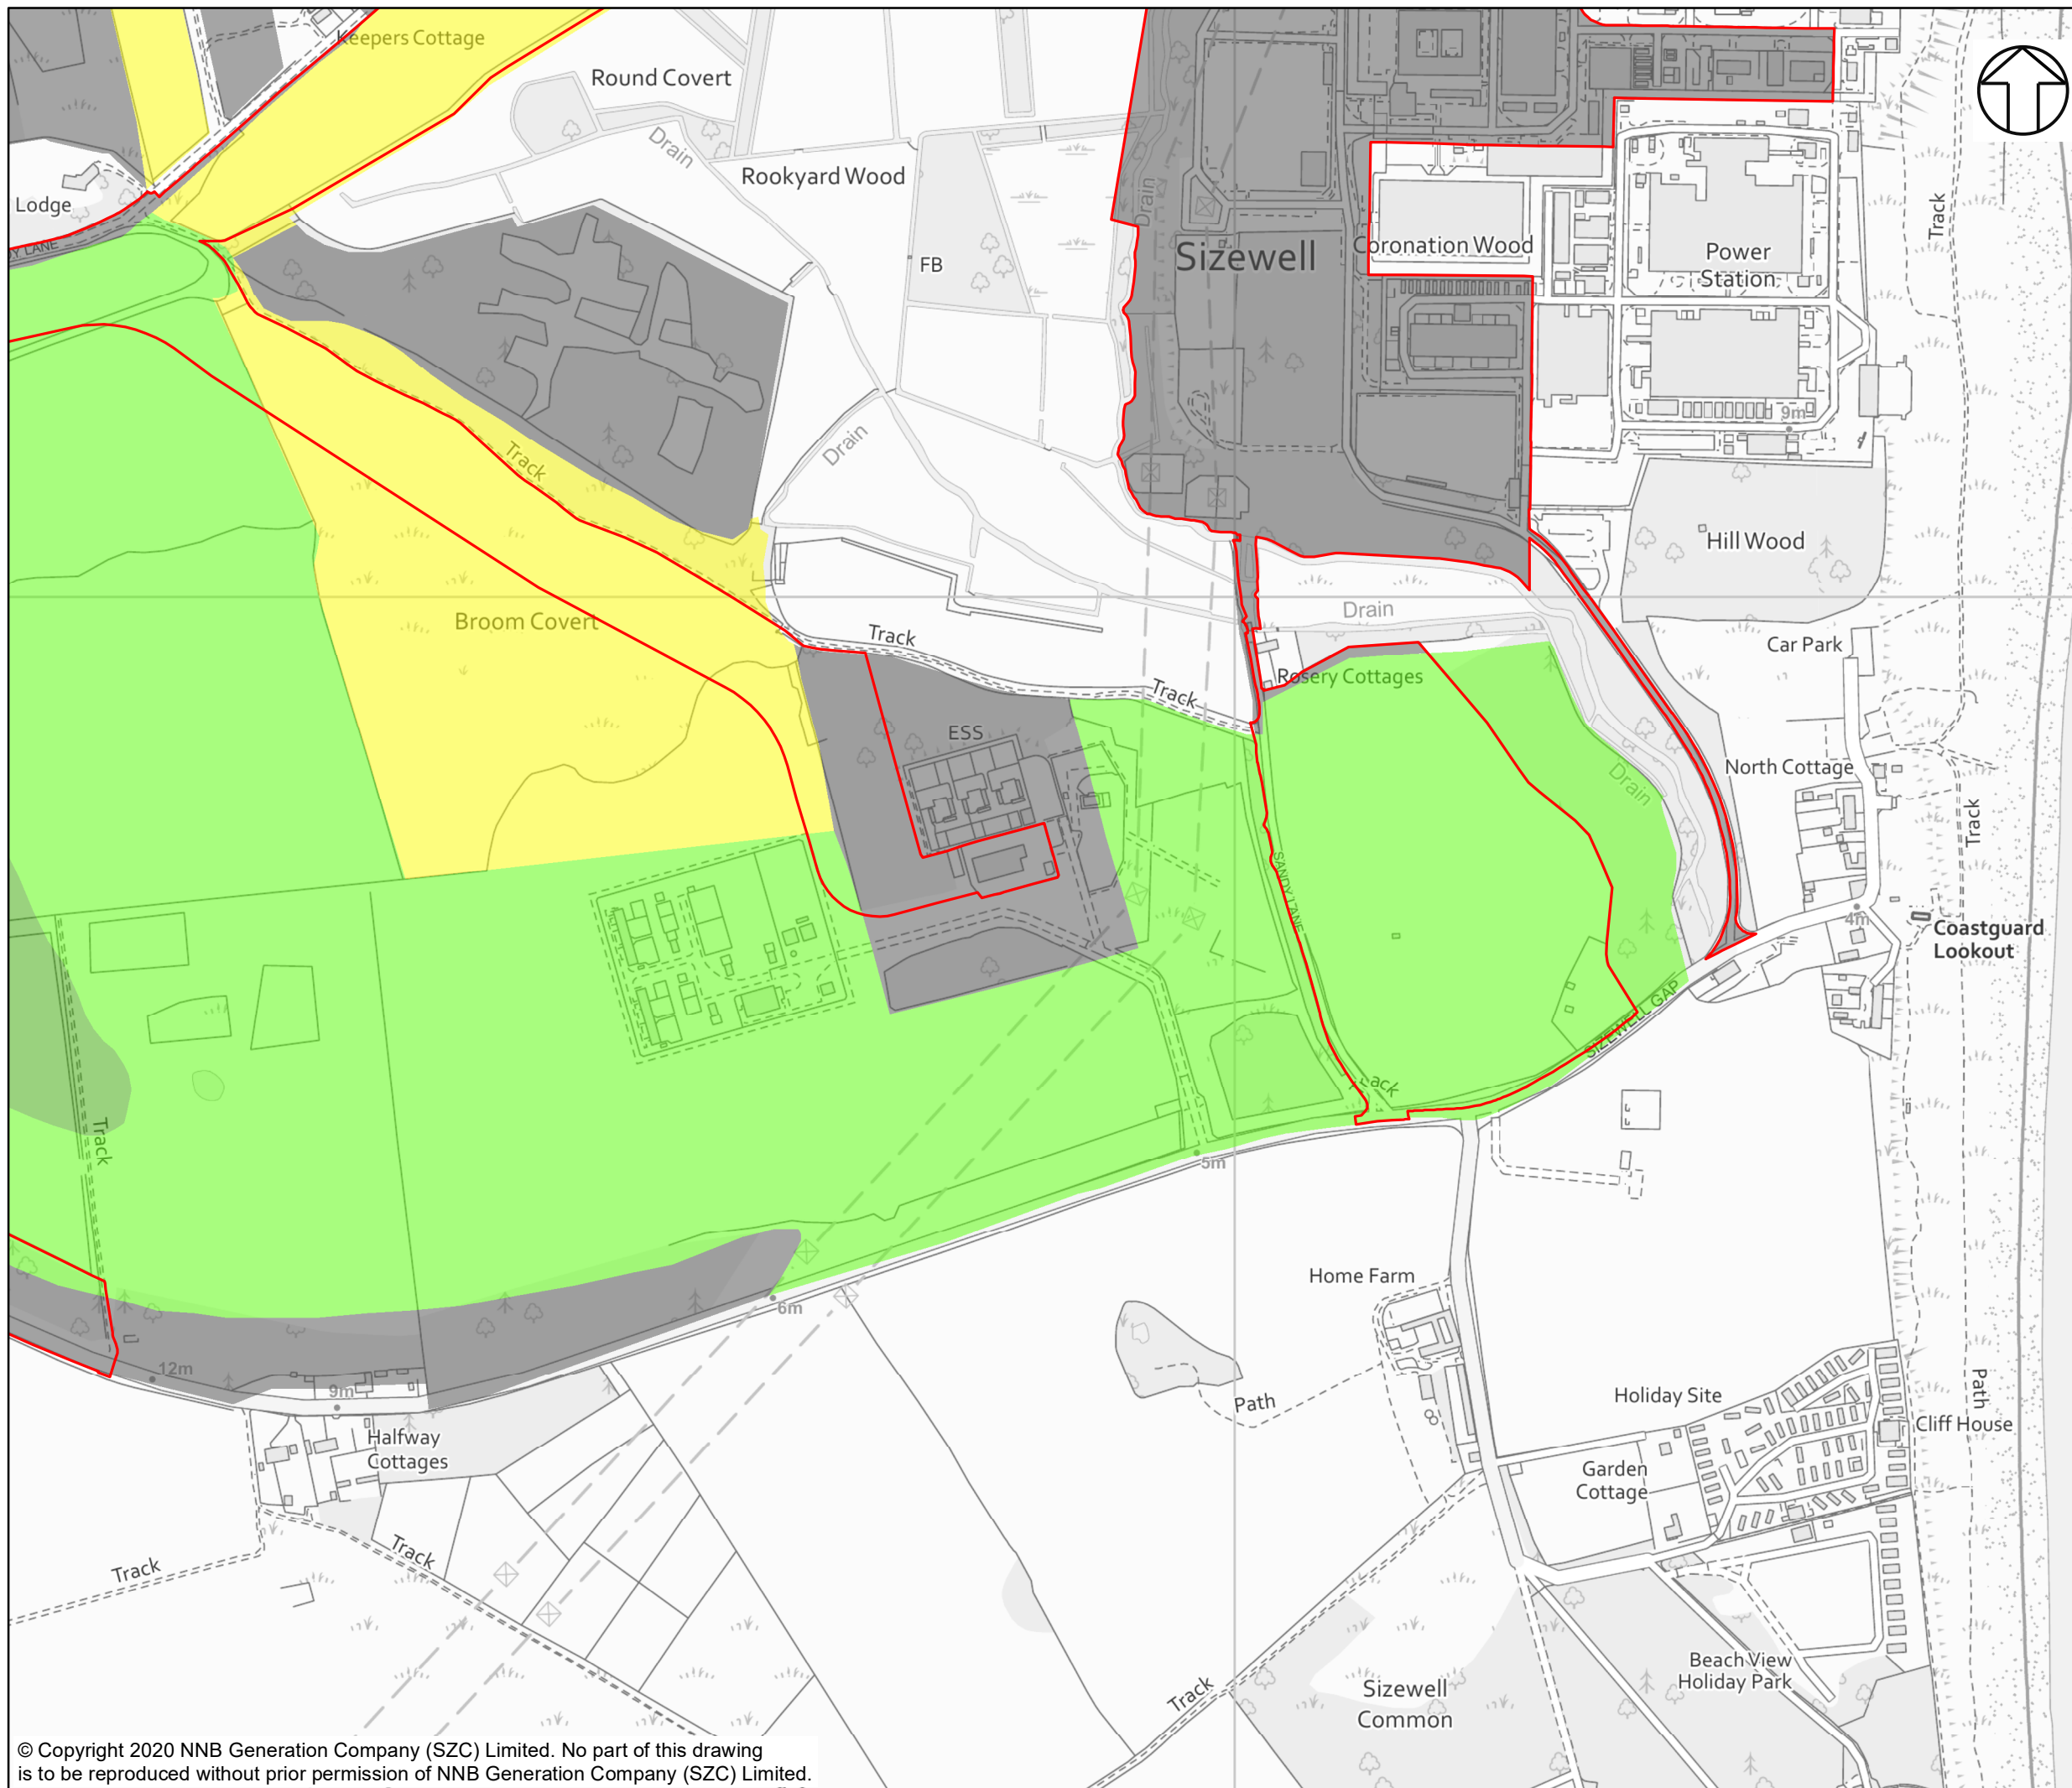 Keepers Cottage
Round Covert
Drain
Rookyard Wood
Lodge
Y LANE
FB
Drain
Sizewell
Coronation Wood
Power
Station
Track
9m
Track
Drain
Hill Wood
Broom Covert
Track
Drain
Car Park
Rosery Cottages
Track
ESS
North Cottage
Drain
Track
SANDY LANE
4m
Coastguard
Lookout
SIZEWELL GAP
Track
Track
5m
Home Farm
6m
12m
9m
Halfway
Cottages
Path
Holiday Site
Path
Cliff House
Garden
Cottage
Track
Track
Beach View
Holiday Park
Track
Sizewell
Common
© Copyright 2020 NNB Generation Company (SZC) Limited. No part of this drawing
is to be reproduced without prior permission of NNB Generation Company (SZC) Limited.